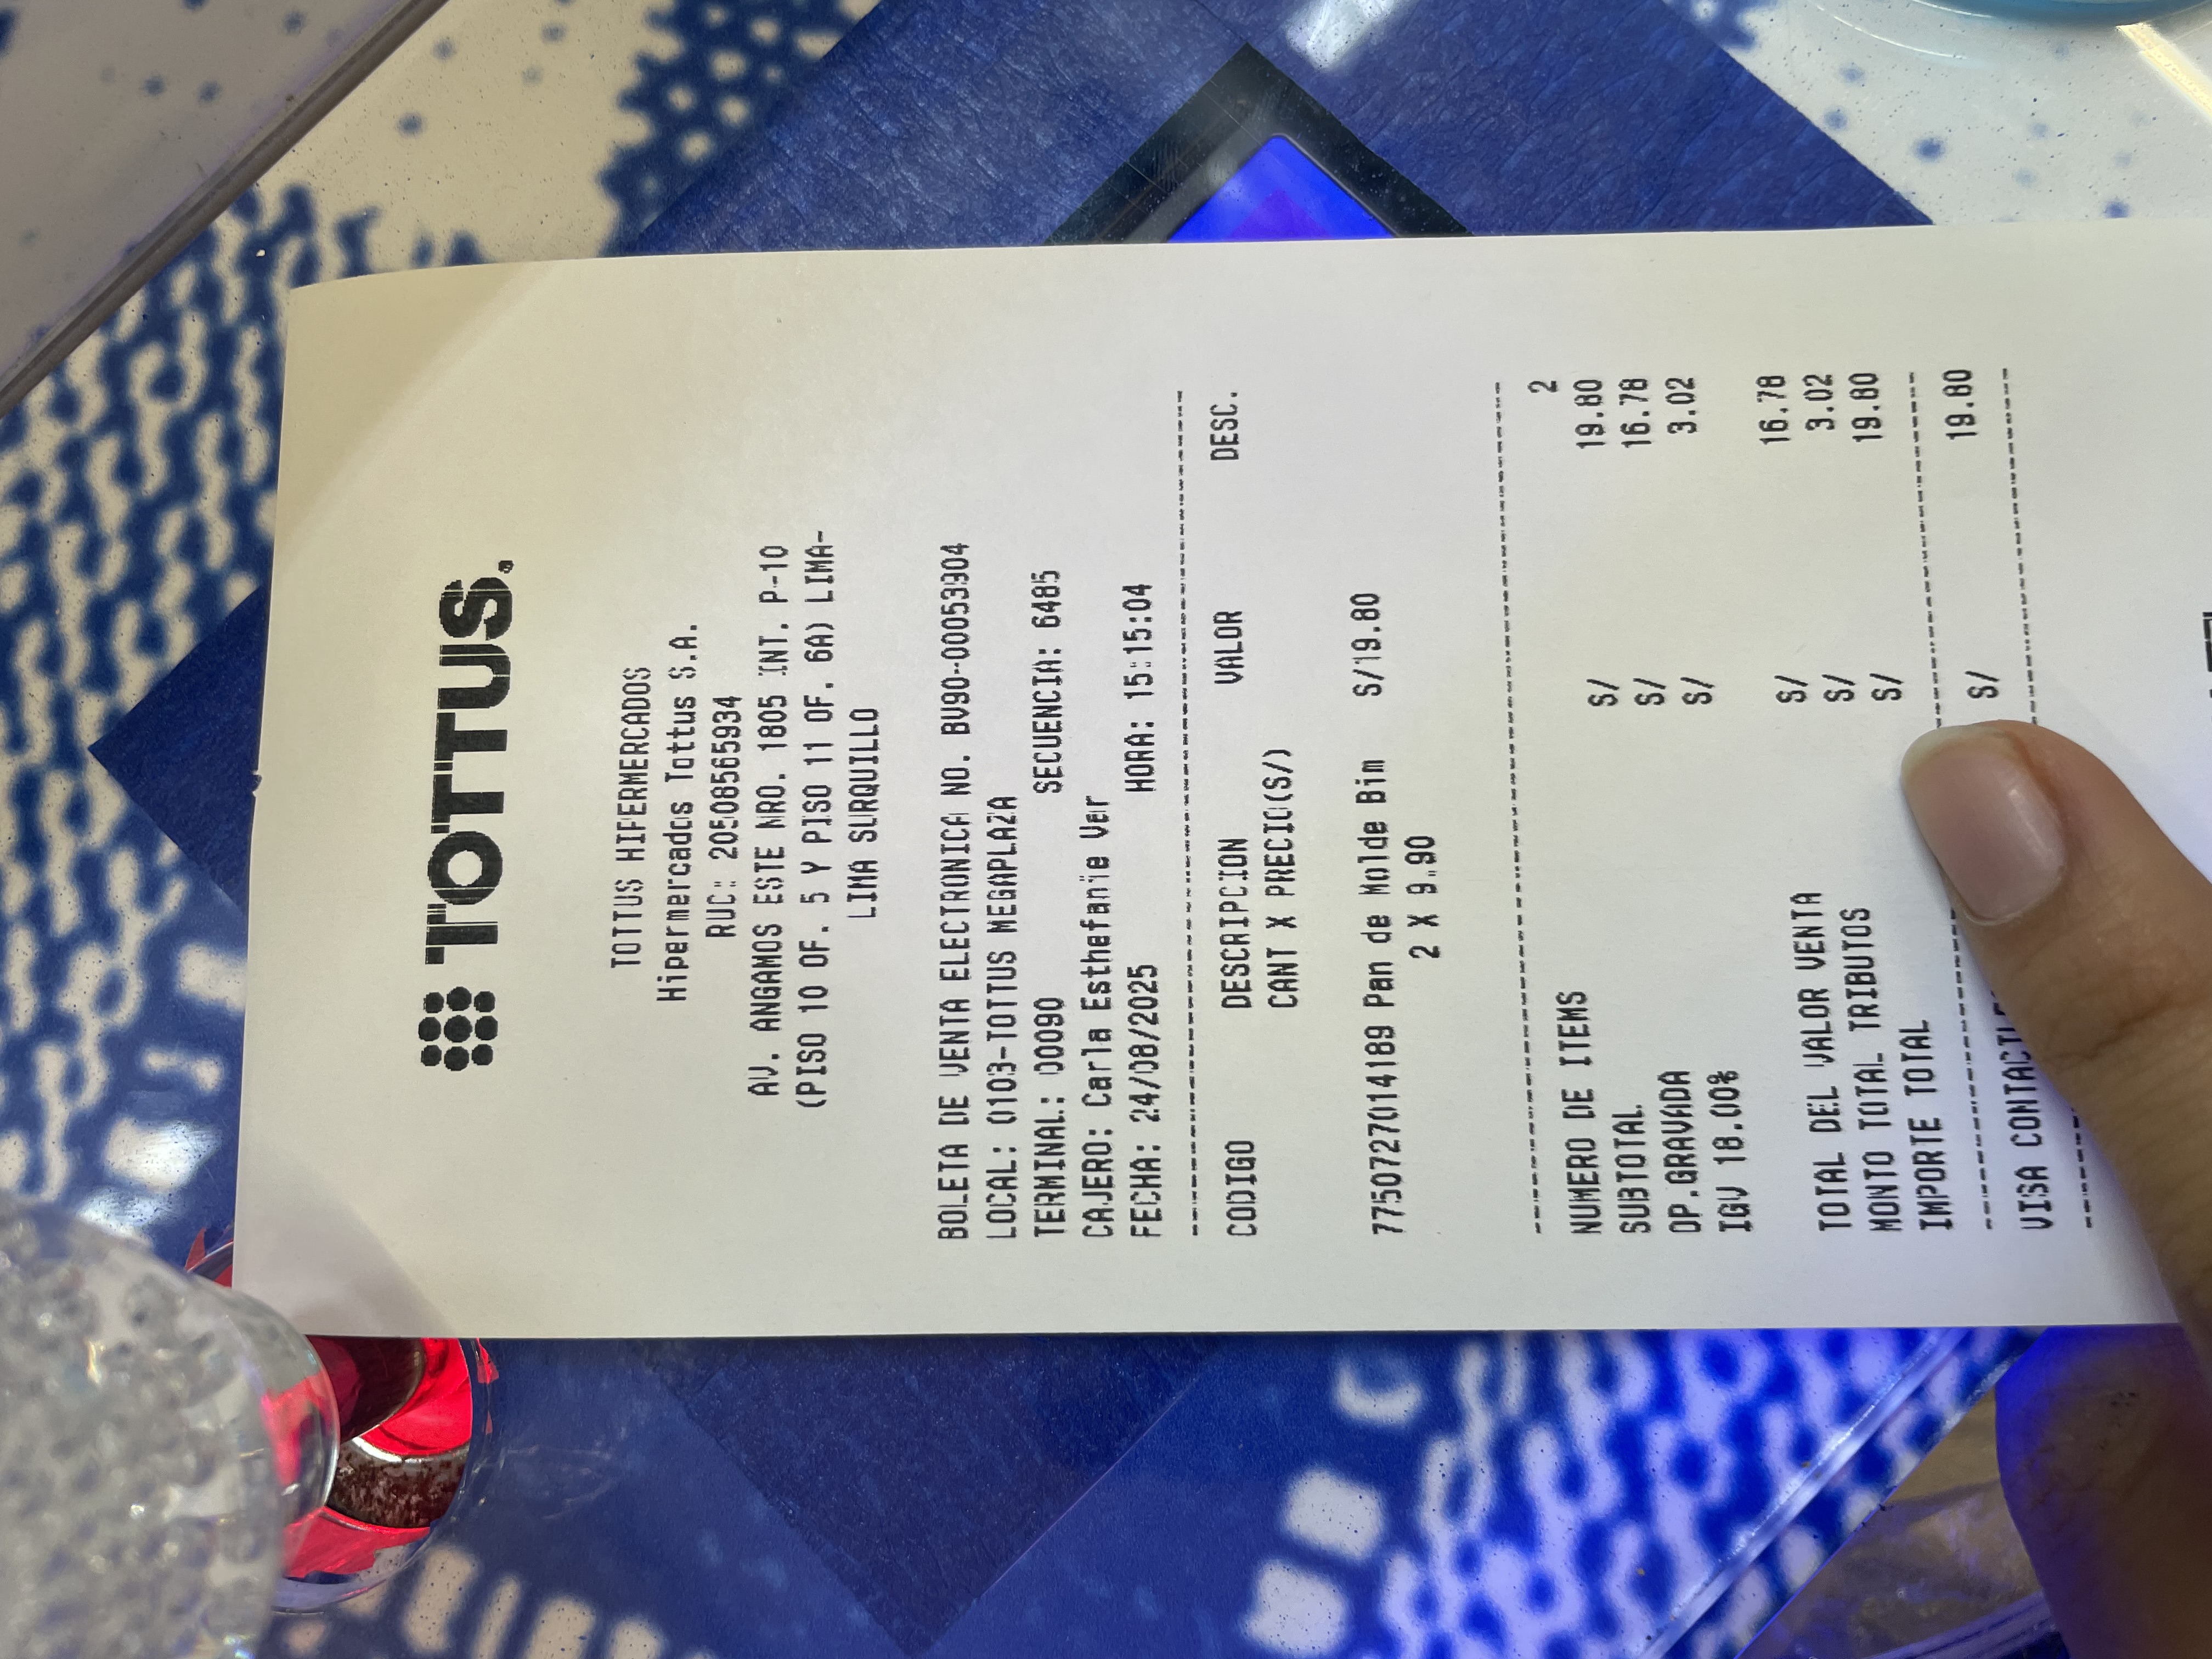 TOTTUS.
TOTTUS HIPERMERCADOS
Hipermercados Tottus S.A.
RUC: 20508565934
AV. ANGAMOS ESTE NRO. 1805 INT. P-10
(PISO 10 OF. 5 Y PISO 11 OF. 6A) LIMA-
LIMA SURQUILLO
BOLETA DE VENTA ELECTRONICA NO. BV90-00053904
LOCAL: 0103-TOTTUS MEGAPLAZA
TERMINAL: 00090 SECUENCIA: 6485
CAJERO: Carla Esthefanie Ver
FECHA: 24/08/2025 HORA: 15:15:04
CODIGO DESCRIPCION VALOR DESC.
CANT X PRECIO(S/)
7750727014189 Pan de Molde Bim S/19.80
2 X 9.90
NUMERO DE ITEMS 2
SUBTOTAL S/ 19.80
OP.GRAVADA S/ 16.78
IGV 18.00% S/ 3.02
TOTAL DEL VALOR VENTA S/ 16.78
MONTO TOTAL TRIBUTOS S/ 3.02
IMPORTE TOTAL S/ 19.80
VISA S/ 19.80